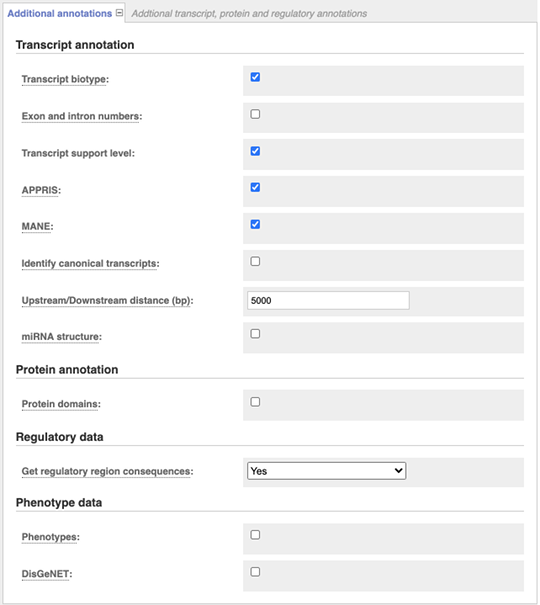 Additional annotations Addtional transcript, protein and regulatory annotations
Transcript annotation
Transcript biotype:
Exon and intron numbers:
Transcript support level:
APPRIS:
MANE:
Identify canonical transcripts:
Upstream/Downstream distance (bp): 5000
miRNA structure:
Protein annotation
Protein domains:
Regulatory data
Get regulatory region consequences: Yes
Phenotype data
Phenotypes:
DisGeNET: